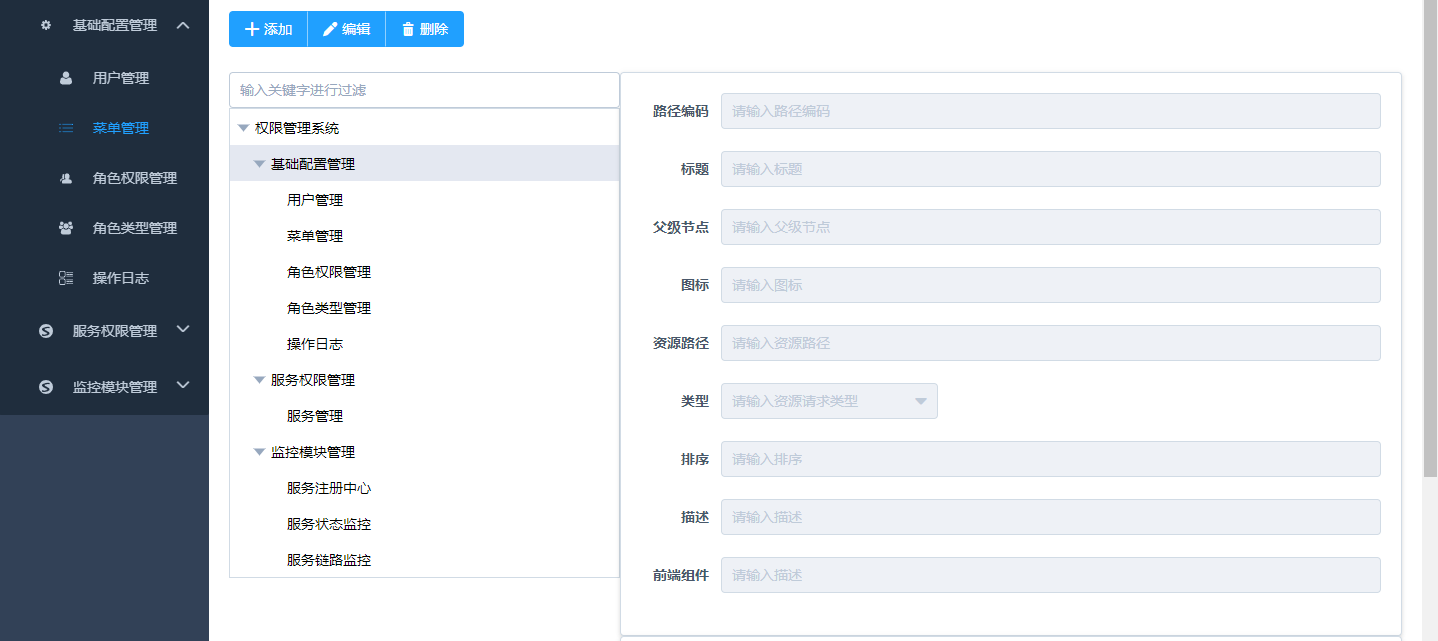 基础配置管理
用户管理
菜单管理
角色权限管理
角色类型管理
操作日志
服务权限管理
监控模块管理
添加 编辑 删除
输入关键字进行过滤
权限管理系统
基础配置管理
用户管理
菜单管理
角色权限管理
角色类型管理
操作日志
服务权限管理
服务管理
监控模块管理
服务注册中心
服务状态监控
服务链路监控
路径编码 请输入路径编码
标题 请输入标题
父级节点 请输入父级节点
图标 请输入图标
资源路径 请输入资源路径
类型 请输入资源请求类型
排序 请输入排序
描述 请输入描述
前端组件 请输入描述